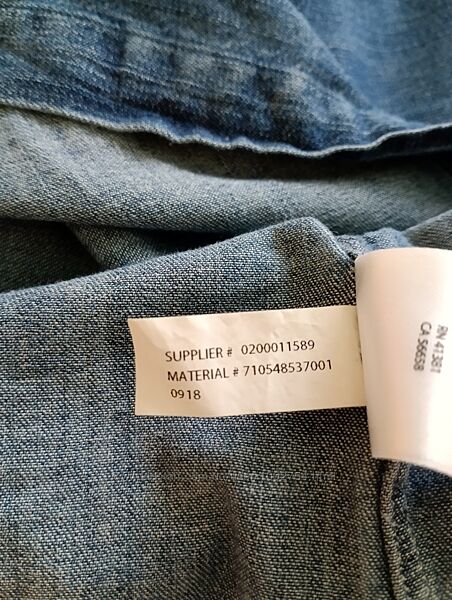 SUPPLIER # 0200011589
MATERIAL # 710548537001
0918
RN 41381
CA 56658